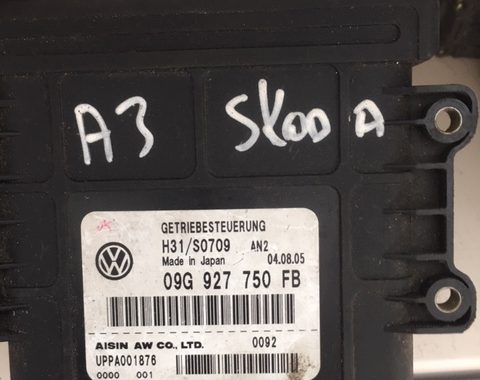 A3 SKODA
GETRIEBESTEUERUNG
H31/S0709 AN2
Made in Japan 04.08.05
09G 927 750 FB
AISIN AW CO., LTD. 0092
UPPA001876
0000 001